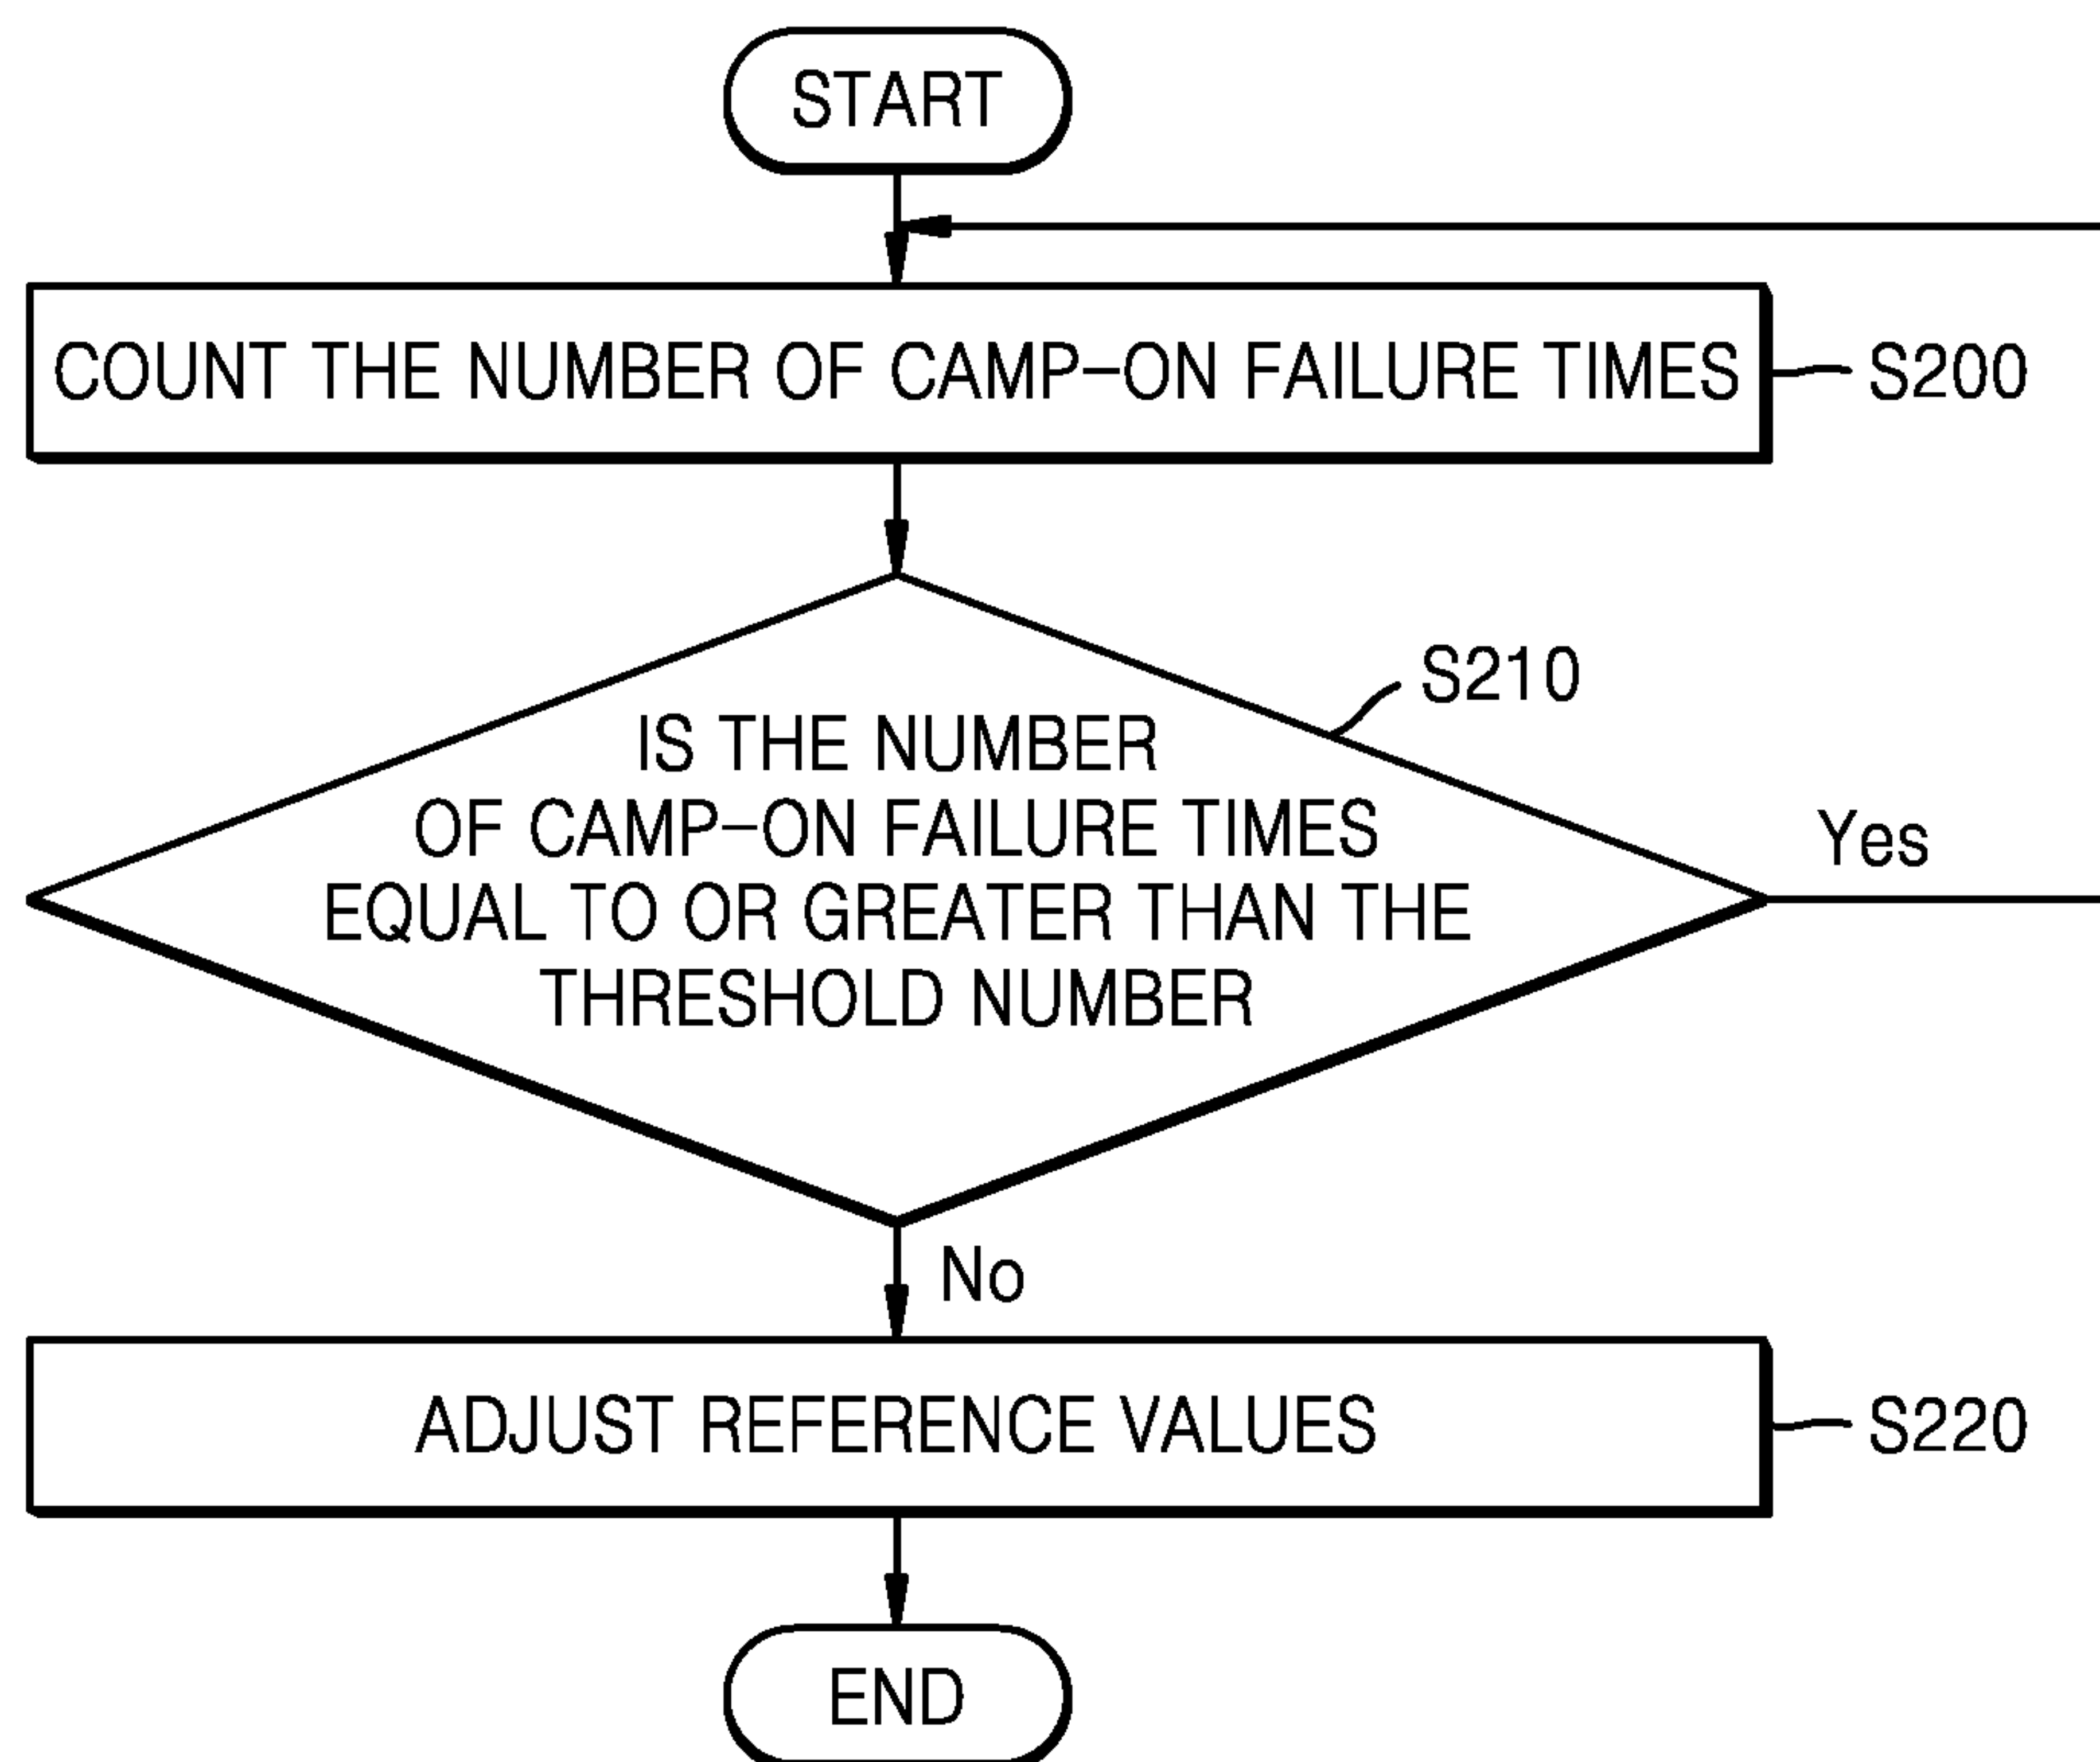 START
COUNT THE NUMBER OF CAMP-ON FAILURE TIMES
S200
S210
IS THE NUMBER
OF CAMP-ON FAILURE TIMES
EQUAL TO OR GREATER THAN THE
THRESHOLD NUMBER
Yes
No
ADJUST REFERENCE VALUES
S220
END